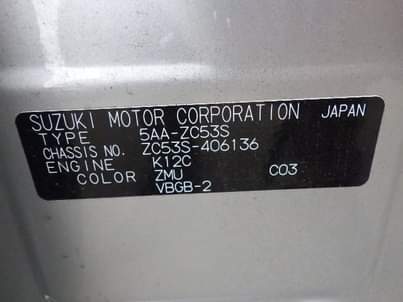 SUZUKI MOTOR CORPORATION JAPAN
TYPE 5AA-ZC53S
CHASSIS NO. ZC53S-406136
ENGINE K12C
COLOR ZMU C03
VBGB-2